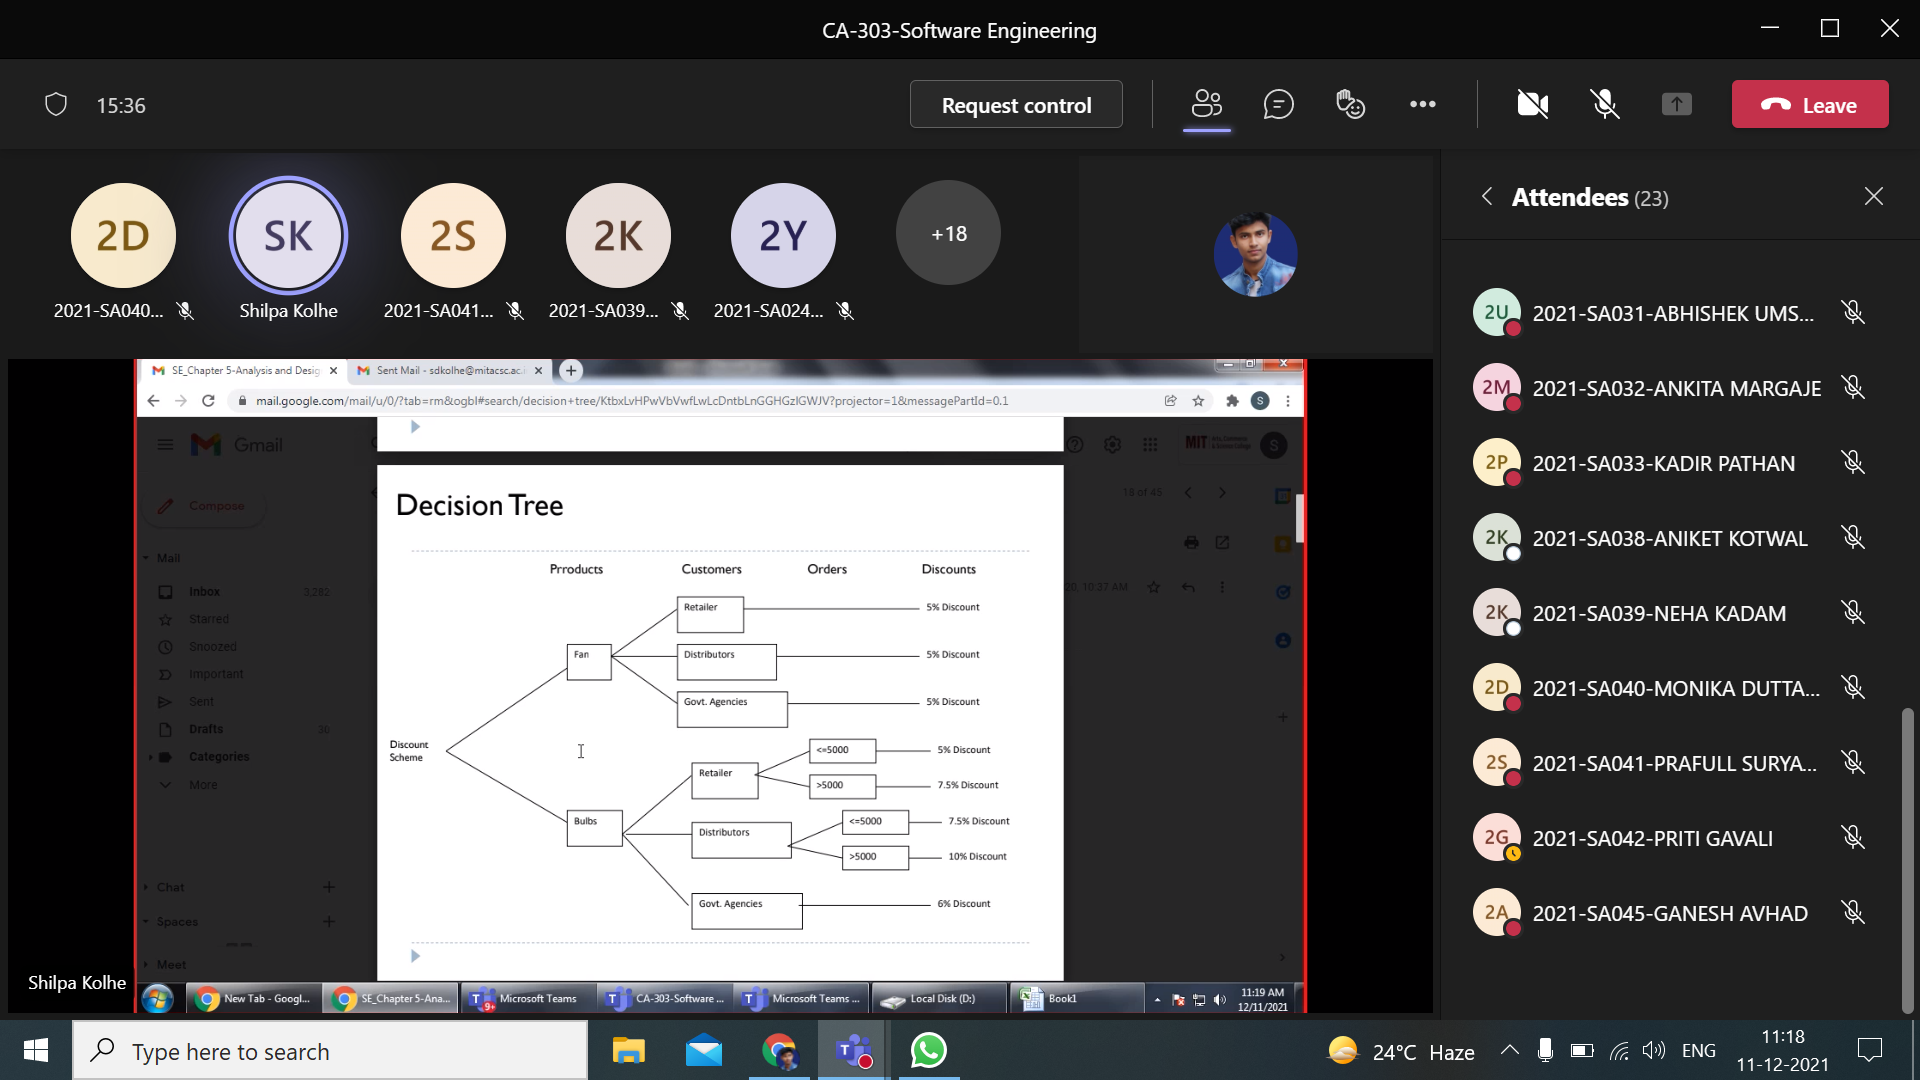 CA-303-Software Engineering
15:36
Request control
Leave
2D
SK
2S
2K
2Y
+18
2021-SA040...
Shilpa Kolhe
2021-SA041...
2021-SA039...
2021-SA024...
Attendees (23)
2U 2021-SA031-ABHISHEK UMS...
2M 2021-SA032-ANKITA MARGAJE
2P 2021-SA033-KADIR PATHAN
2K 2021-SA038-ANIKET KOTWAL
2K 2021-SA039-NEHA KADAM
2D 2021-SA040-MONIKA DUTTA...
2S 2021-SA041-PRAFULL SURYA...
2G 2021-SA042-PRITI GAVALI
2A 2021-SA045-GANESH AVHAD
SE_Chapter 5-Analysis and Desig
Sent Mail - sdkolhe@mitacsc.ac.
mail.google.com/mail/u/0/?tab=rm&ogbl#search/decision+tree/KtbxLvHPwVbVwfLwLcDntbLnGGHGzIGWJV?projector=1&messagePartId=0.1
S
Gmail
MIT
S
Compose
18 of 45
Mail
Inbox 3,282
Starred
Snoozed
Important
Sent
Drafts 36
Categories
More
Chat
Spaces
Meet
20, 10:37 AM
Decision Tree
Prroducts
Customers
Orders
Discounts
Retailer
5% Discount
Fan
Distributors
5% Discount
Govt. Agencies
5% Discount
Discount
Scheme
<=5000
5% Discount
Retailer
>5000
7.5% Discount
Bulbs
<=5000
7.5% Discount
Distributors
>5000
10% Discount
Govt. Agencies
6% Discount
Shilpa Kolhe
New Tab - Googl...
SE_Chapter 5-Ana...
9+
Microsoft Teams
CA-303-Software ...
Microsoft Teams ...
Local Disk (D:)
Book1
11:19 AM
12/11/2021
Type here to search
24°C Haze
ENG
11:18
11-12-2021